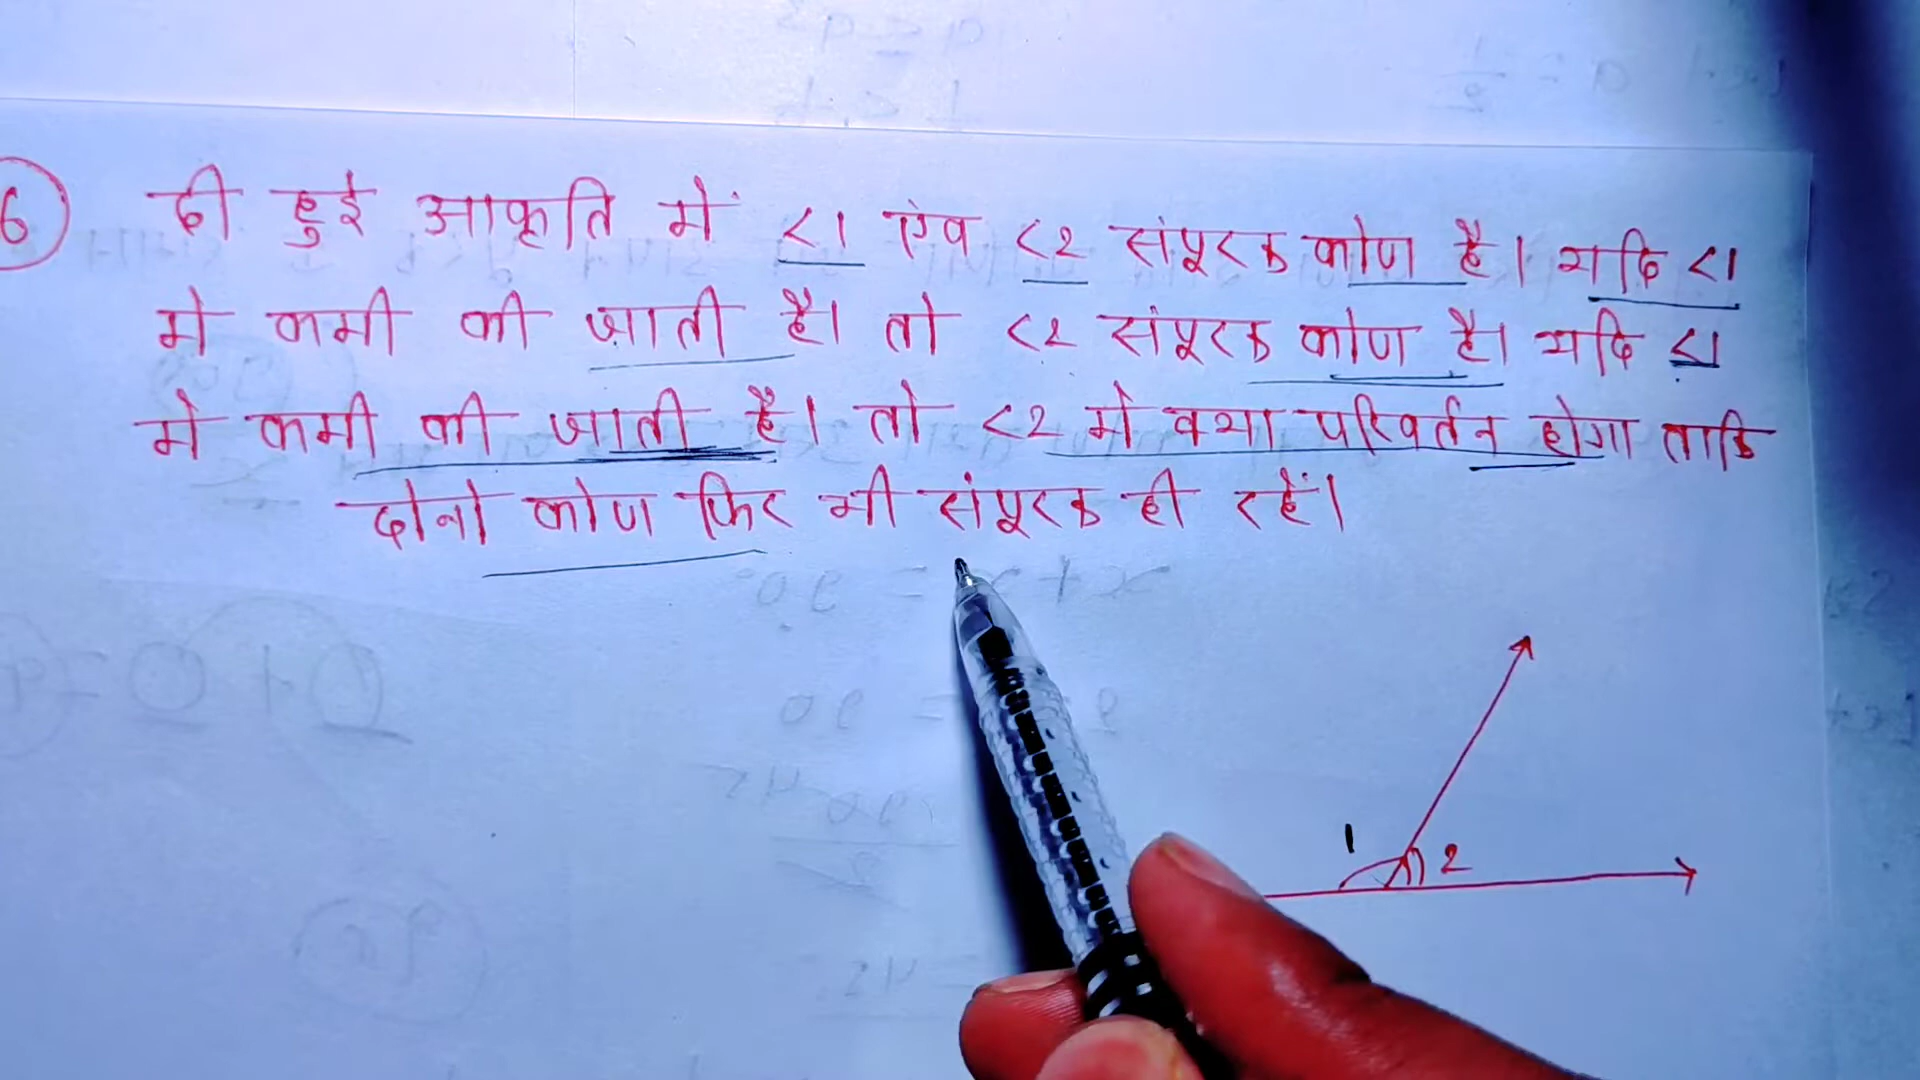 6 दी हुई आकृति में <1 एंव <2 संपूरक कोण है। यदि <1
मे कमी की जाती है। तो <2 संपूरक कोण है। यदि <1
मे कमी की जाती है। तो <2 मे क्या परिवर्तन होगा ताकि
दोनो कोण फिर भी संपूरक ही रहें।
1 2